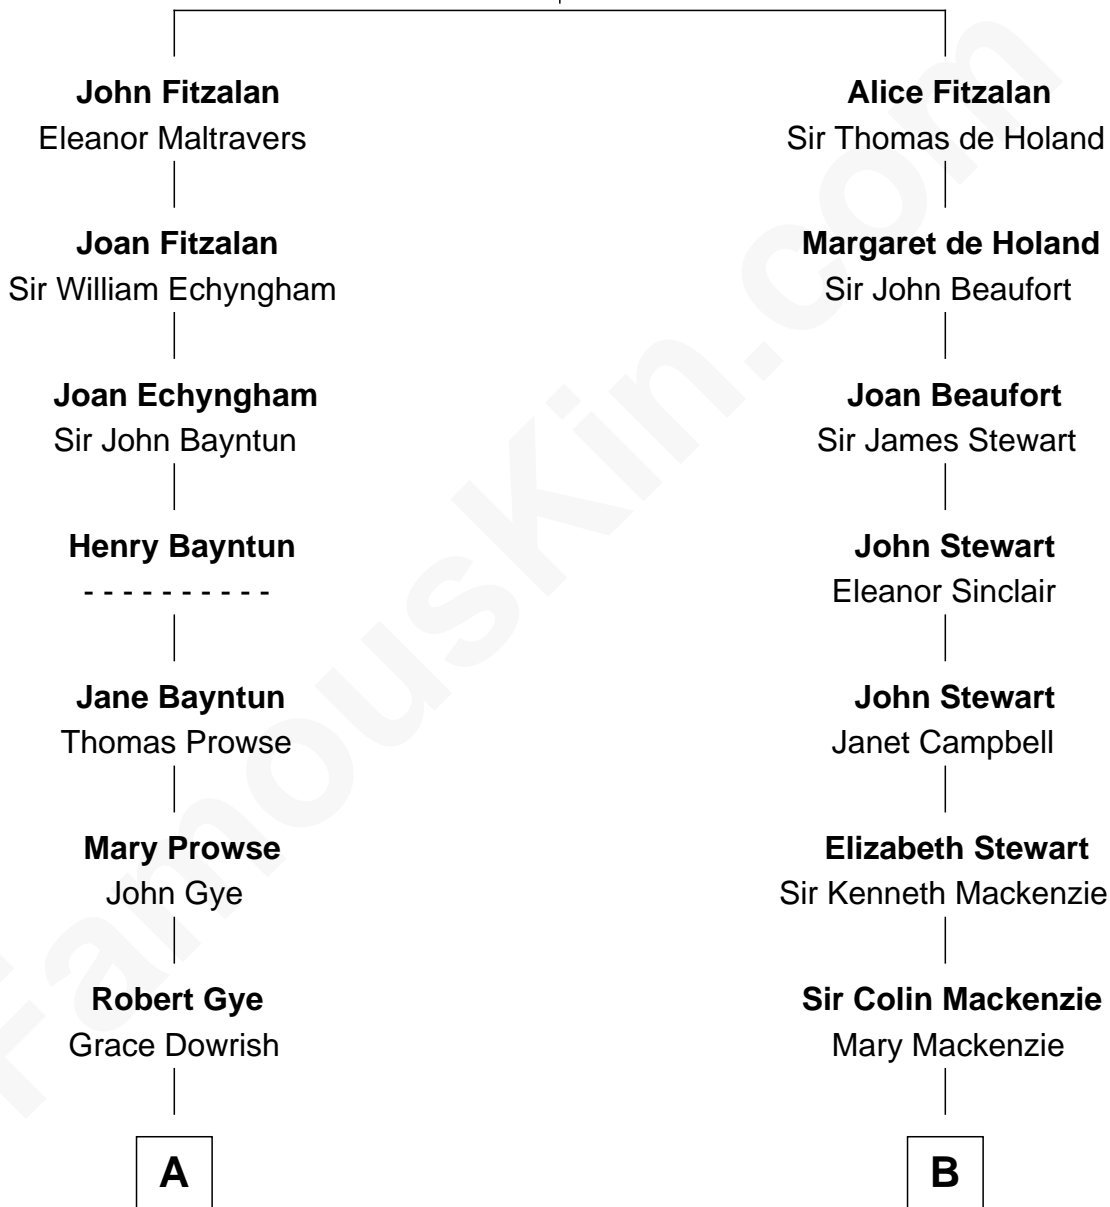 John Fitzalan
Eleanor Maltravers
Joan Fitzalan
Sir William Echyngham
Joan Echyngham
Sir John Bayntun
Henry Bayntun
- - - - - - - - - -
Jane Bayntun
Thomas Prowse
Mary Prowse
John Gye
Robert Gye
Grace Dowrish
A
Alice Fitzalan
Sir Thomas de Holand
Margaret de Holand
Sir John Beaufort
Joan Beaufort
Sir James Stewart
John Stewart
Eleanor Sinclair
John Stewart
Janet Campbell
Elizabeth Stewart
Sir Kenneth Mackenzie
Sir Colin Mackenzie
Mary Mackenzie
B
FamousKin.com